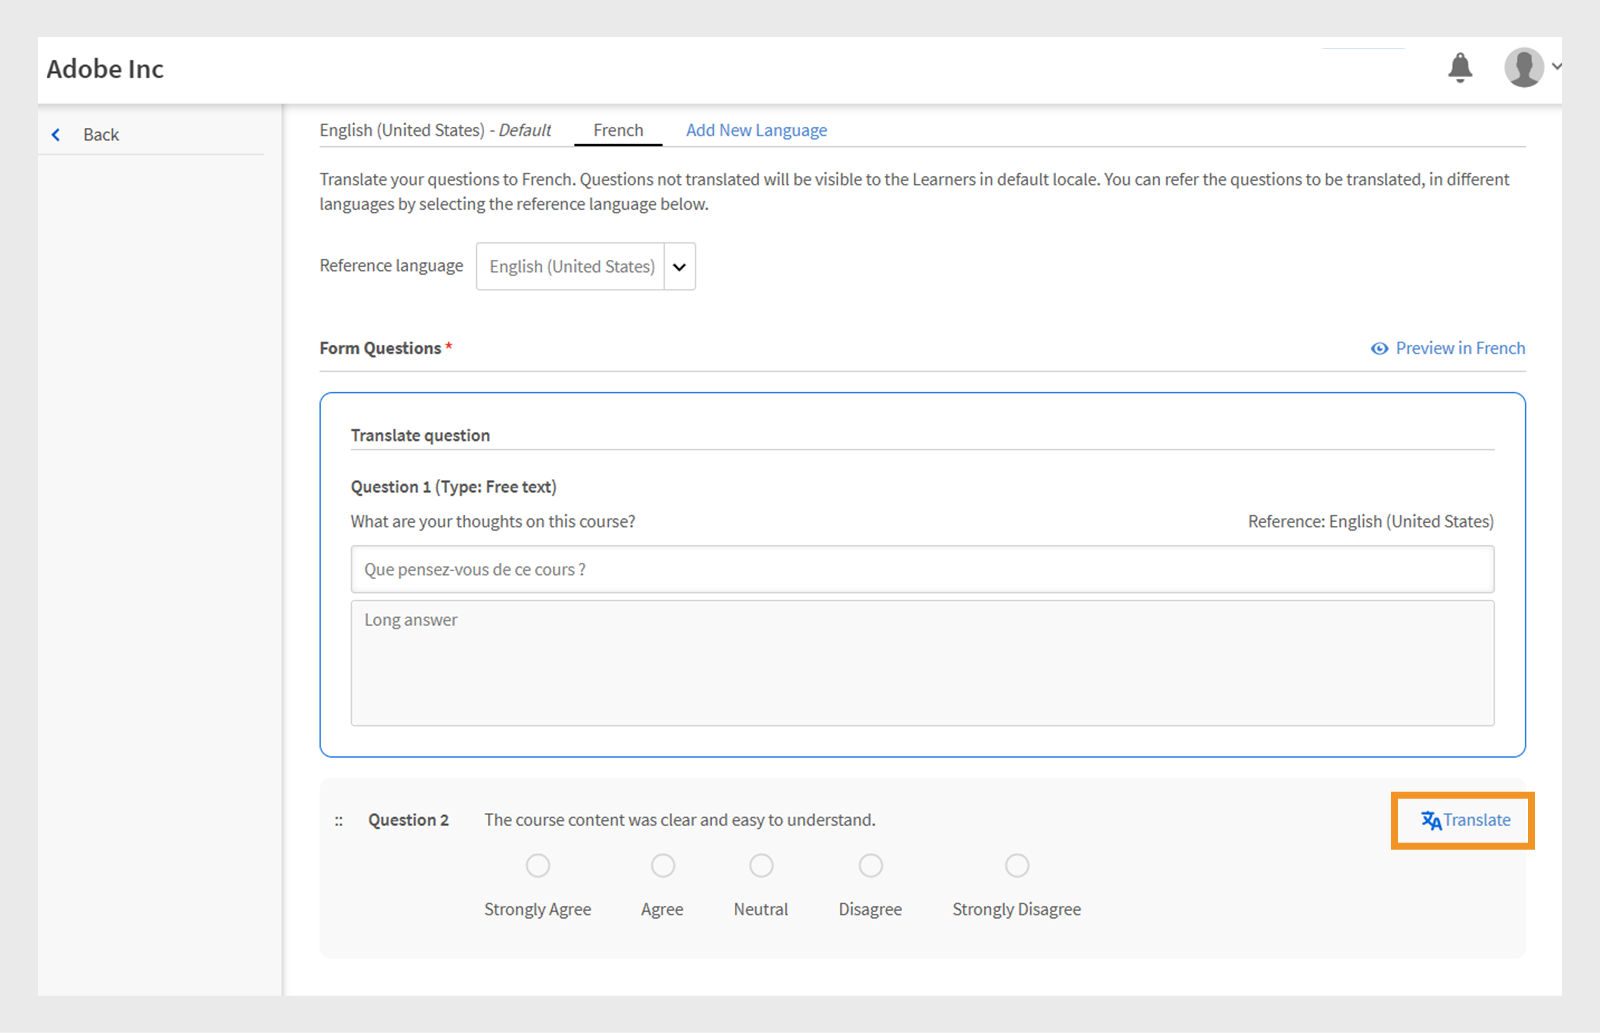 Adobe Inc
Back
English (United States) - Default
French
Add New Language
Translate your questions to French. Questions not translated will be visible to the Learners in default locale. You can refer the questions to be translated, in different
languages by selecting the reference language below.
Reference language
English (United States)
Form Questions *
Preview in French
Translate question
Question 1 (Type: Free text)
What are your thoughts on this course?
Reference: English (United States)
Que pensez-vous de ce cours ?
Long answer
Question 2
The course content was clear and easy to understand.
Translate
Strongly Agree
Agree
Neutral
Disagree
Strongly Disagree